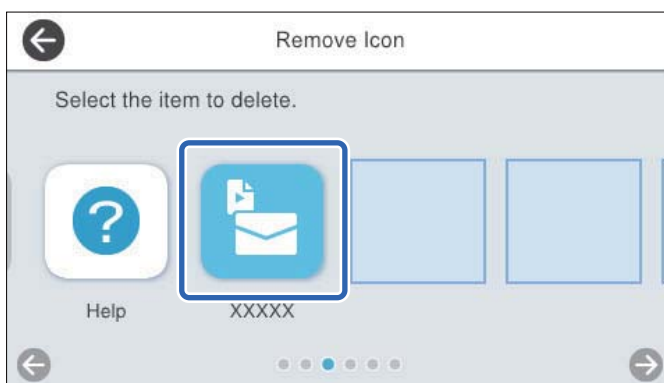 Remove Icon
Select the item to delete.
?
Help
XXXXX